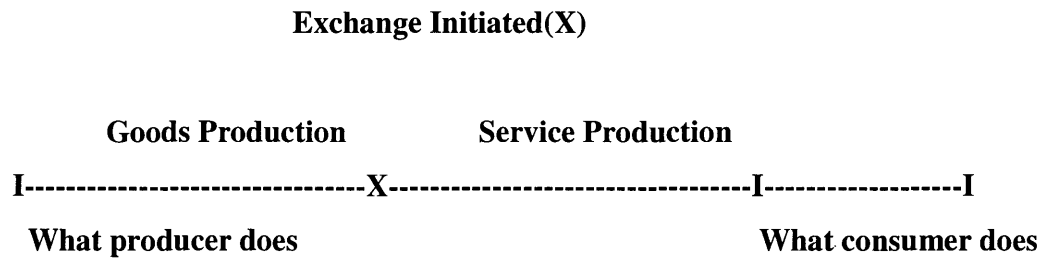 Exchange Initiated(X)
Goods Production Service Production
I----------------------------------X------------------------------------I-------------------I
What producer does What consumer does